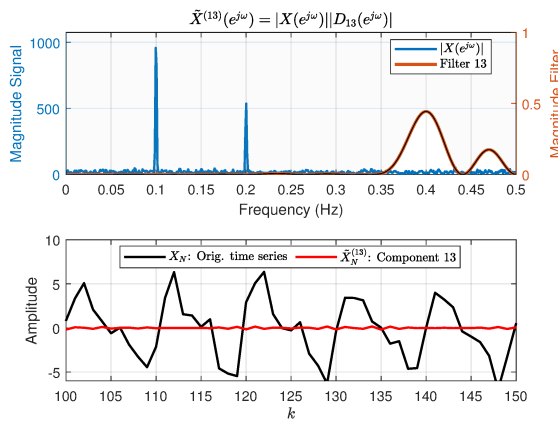 X̃^(13)(e^{jω}) = |X(e^{jω})||D_13(e^{jω})|
1000
500
0
1
0.5
0
Magnitude Signal
Magnitude Filter
|X(e^{jω})|
Filter 13
0 0.05 0.1 0.15 0.2 0.25 0.3 0.35 0.4 0.45 0.5
Frequency (Hz)
10
5
0
-5
Amplitude
X_N: Orig. time series X̃_N^(13): Component 13
100 105 110 115 120 125 130 135 140 145 150
k